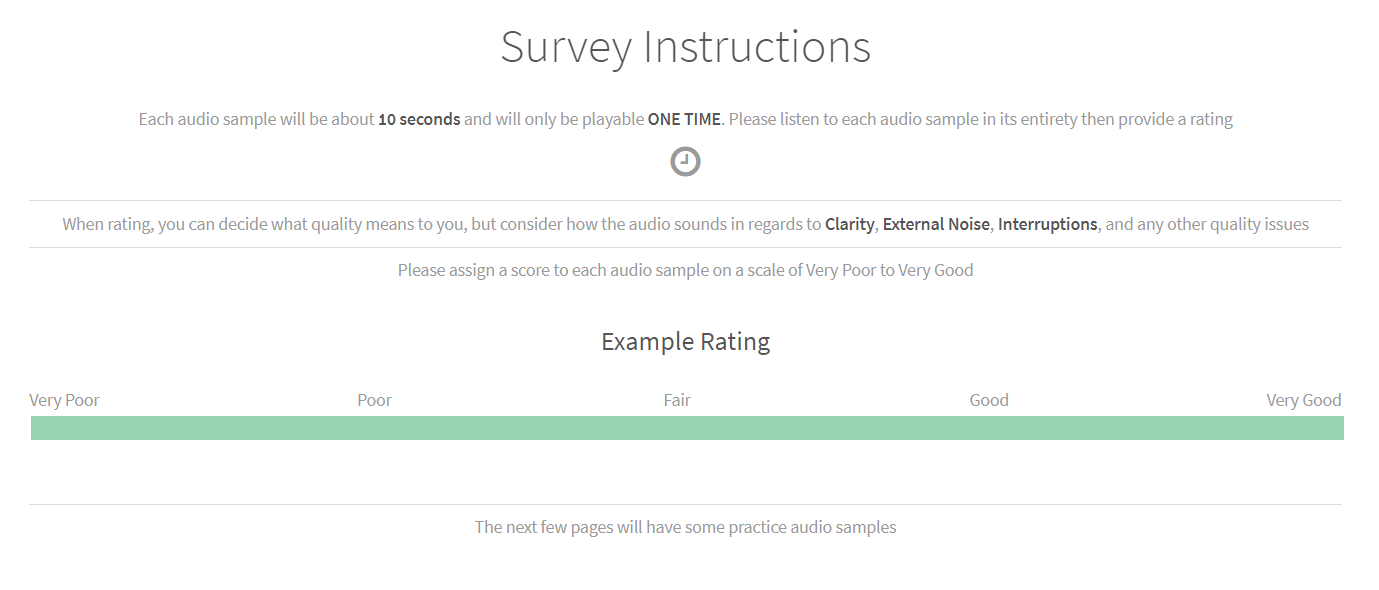 Survey Instructions
Each audio sample will be about 10 seconds and will only be playable ONE TIME. Please listen to each audio sample in its entirety then provide a rating
When rating, you can decide what quality means to you, but consider how the audio sounds in regards to Clarity, External Noise, Interruptions, and any other quality issues
Please assign a score to each audio sample on a scale of Very Poor to Very Good
Example Rating
Very Poor Poor Fair Good Very Good
The next few pages will have some practice audio samples